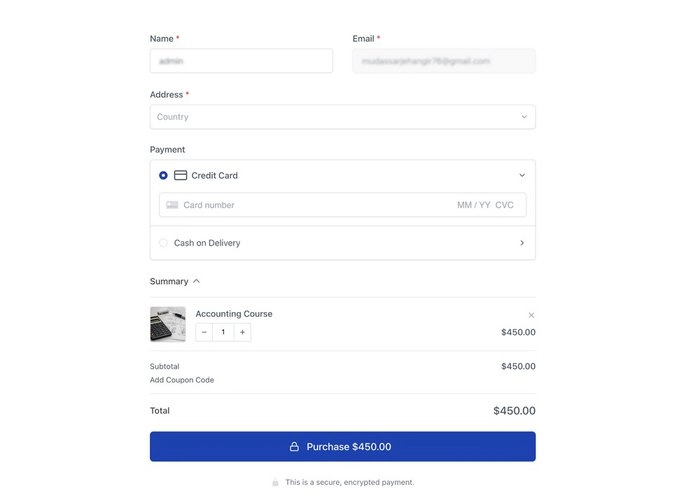 Name *
Email *
admin
mudassarjehangir76@gmail.com
Address *
Country
Payment
Credit Card
Card number
MM / YY CVC
Cash on Delivery
Summary
Accounting Course
− 1 +
$450.00
Subtotal
$450.00
Add Coupon Code
Total
$450.00
Purchase $450.00
This is a secure, encrypted payment.